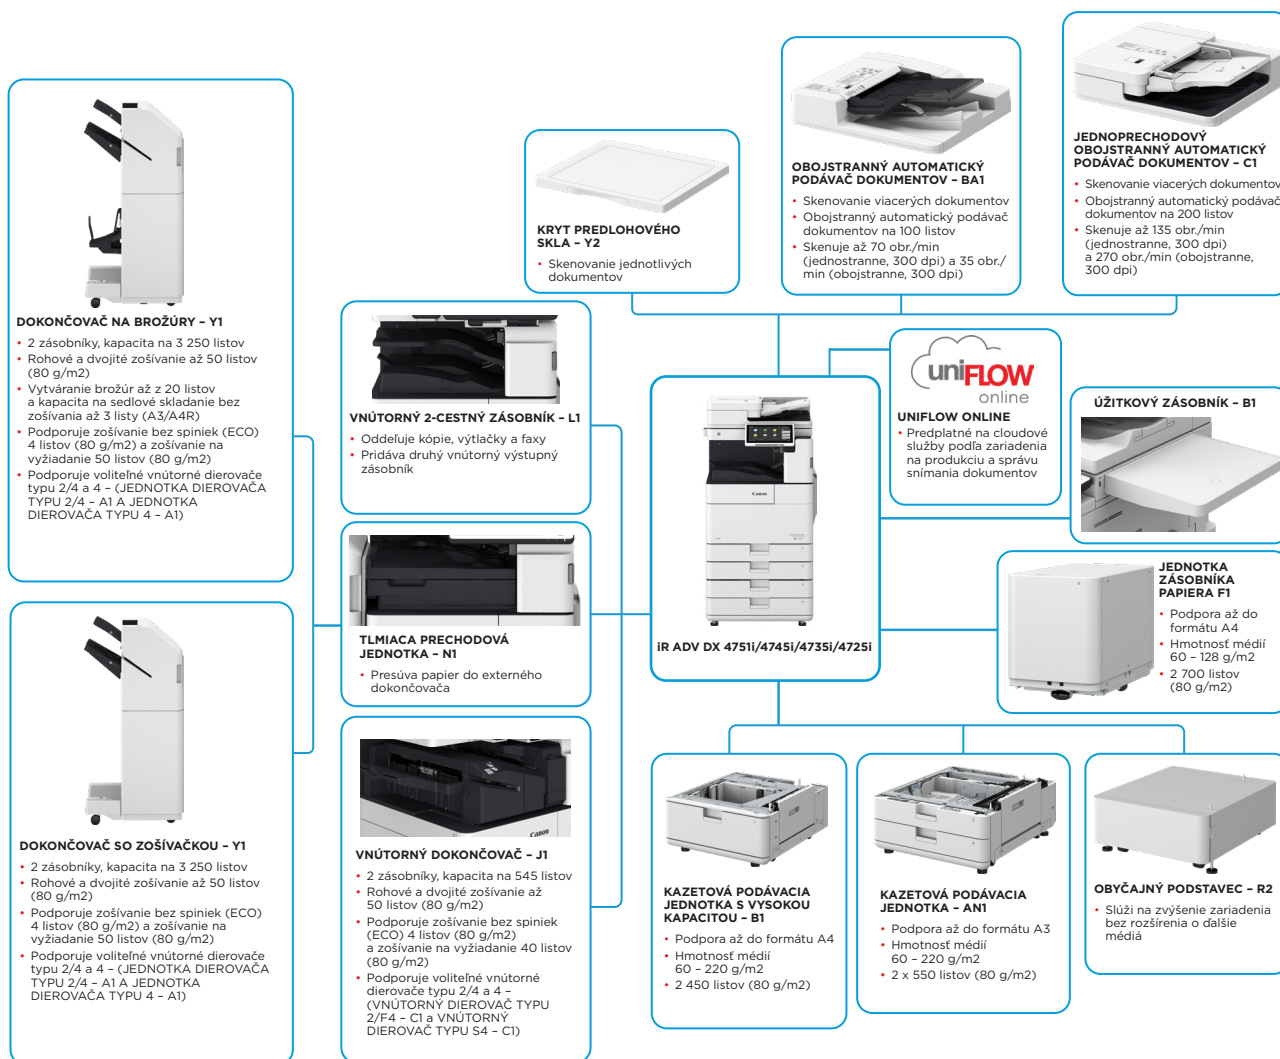 DOKONČOVAČ NA BROŽÚRY – Y1
• 2 zásobníky, kapacita na 3 250 listov
• Rohové a dvojité zošívanie až 50 listov
(80 g/m2)
• Vytváranie brožúr až z 20 listov
a kapacita na sedlové skladanie bez
zošívania až 3 listy (A3/A4R)
• Podporuje zošívanie bez spiniek (ECO)
4 listov (80 g/m2) a zošívanie na
vyžiadanie 50 listov (80 g/m2)
• Podporuje voliteľné vnútorné dierovače
typu 2/4 a 4 – (JEDNOTKA DIEROVAČA
TYPU 2/4 – A1 A JEDNOTKA
DIEROVAČA TYPU 4 – A1)
DOKONČOVAČ SO ZOŠÍVAČKOU – Y1
• 2 zásobníky, kapacita na 3 250 listov
• Rohové a dvojité zošívanie až 50 listov
(80 g/m2)
• Podporuje zošívanie bez spiniek (ECO)
4 listov (80 g/m2) a zošívanie na
vyžiadanie 50 listov (80 g/m2)
• Podporuje voliteľné vnútorné dierovače
typu 2/4 a 4 – (JEDNOTKA DIEROVAČA
TYPU 2/4 – A1 A JEDNOTKA
DIEROVAČA TYPU 4 – A1)
VNÚTORNÝ 2-CESTNÝ ZÁSOBNÍK – L1
• Oddeľuje kópie, výtlačky a faxy
• Pridáva druhý vnútorný výstupný
zásobník
TLMIACA PRECHODOVÁ
JEDNOTKA – N1
• Presúva papier do externého
dokončovača
Canon
VNÚTORNÝ DOKONČOVAČ – J1
• 2 zásobníky, kapacita na 545 listov
• Rohové a dvojité zošívanie až
50 listov (80 g/m2)
• Podporuje zošívanie bez spiniek
(ECO) 4 listov (80 g/m2)
a zošívanie na vyžiadanie 40 listov
(80 g/m2)
• Podporuje voliteľné vnútorné
dierovače typu 2/4 a 4 –
(VNÚTORNÝ DIEROVAČ TYPU
2/F4 – C1 a VNÚTORNÝ
DIEROVAČ TYPU S4 – C1)
KRYT PREDLOHOVÉHO
SKLA – Y2
• Skenovanie jednotlivých
dokumentov
OBOJSTRANNÝ AUTOMATICKÝ
PODÁVAČ DOKUMENTOV – BA1
• Skenovanie viacerých dokumentov
• Obojstranný automatický podávač
dokumentov na 100 listov
• Skenuje až 70 obr./min
(jednostranne, 300 dpi) a 35 obr./
min (obojstranne, 300 dpi)
JEDNOPRECHODOVÝ
OBOJSTRANNÝ AUTOMATICKÝ
PODÁVAČ DOKUMENTOV – C1
• Skenovanie viacerých dokumentov
• Obojstranný automatický podávač
dokumentov na 200 listov
• Skenuje až 135 obr./min
(jednostranne, 300 dpi)
a 270 obr./min (obojstranne,
300 dpi)
uniFLOW
online
UNIFLOW ONLINE
• Predplatné na cloudové
služby podľa zariadenia
na produkciu a správu
snímania dokumentov
Canon
iR ADV DX 4751i/4745i/4735i/4725i
ÚŽITKOVÝ ZÁSOBNÍK – B1
JEDNOTKA
ZÁSOBNÍKA
PAPIERA F1
• Podpora až do
formátu A4
• Hmotnosť médií
60 – 128 g/m2
• 2 700 listov
(80 g/m2)
KAZETOVÁ PODÁVACIA
JEDNOTKA S VYSOKOU
KAPACITOU – B1
• Podpora až do formátu A4
• Hmotnosť médií
60 – 220 g/m2
• 2 450 listov (80 g/m2)
KAZETOVÁ PODÁVACIA
JEDNOTKA – AN1
• Podpora až do formátu A3
• Hmotnosť médií
60 – 220 g/m2
• 2 x 550 listov (80 g/m2)
OBYČAJNÝ PODSTAVEC – R2
• Slúži na zvýšenie zariadenia
bez rozšírenia o ďalšie
médiá